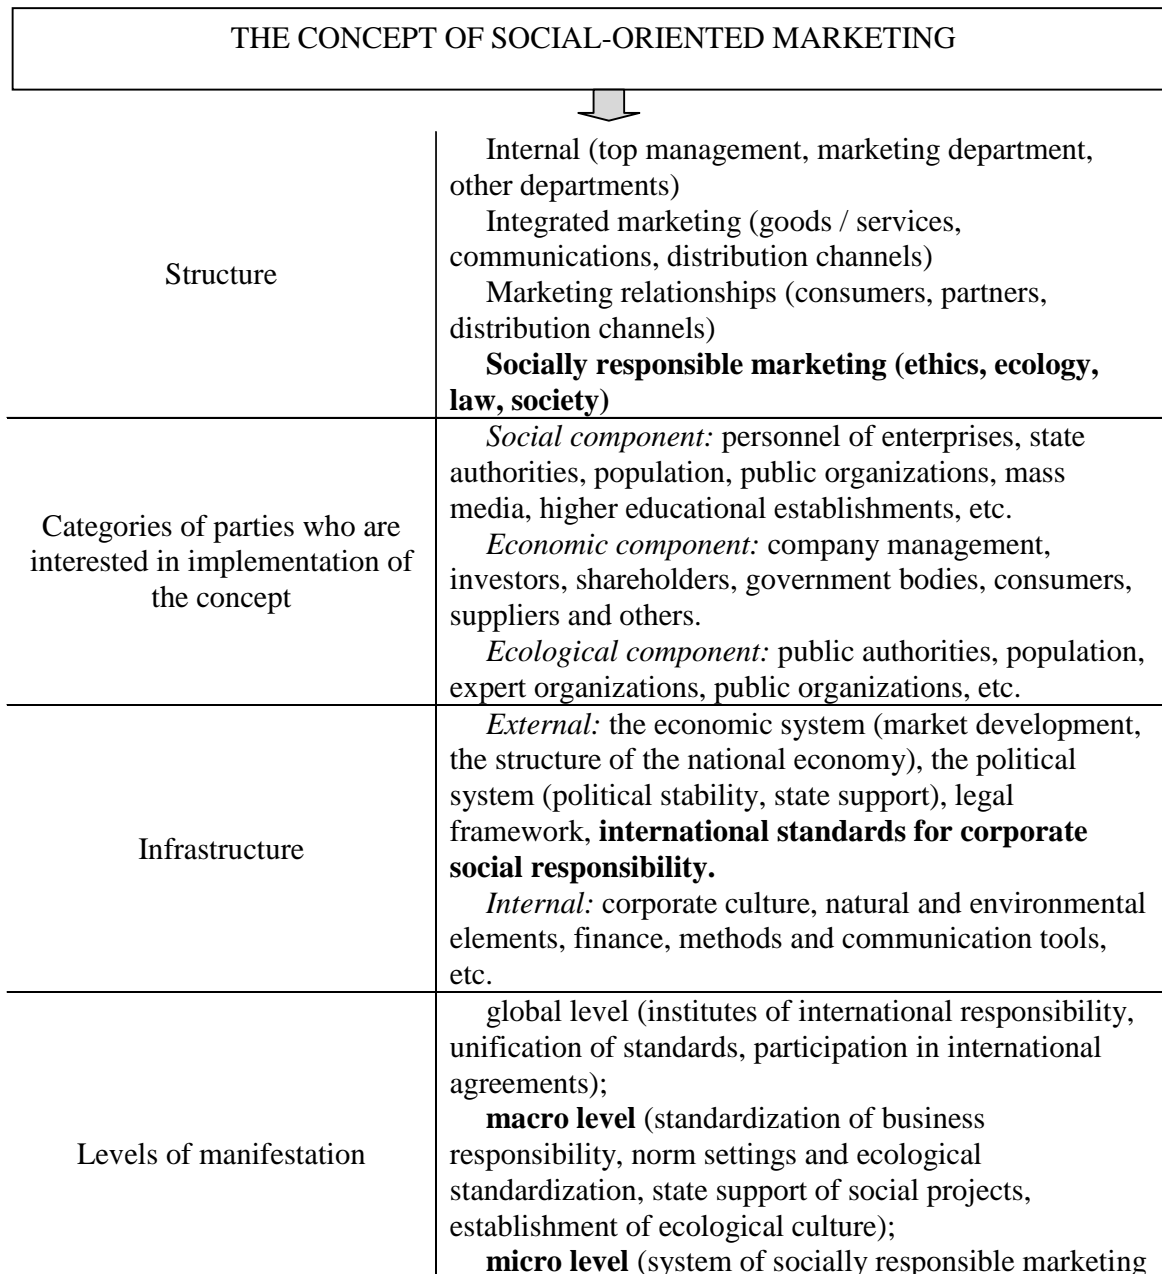 THE CONCEPT OF SOCIAL-ORIENTED MARKETING
Structure
Internal (top management, marketing department,
other departments)
Integrated marketing (goods / services,
communications, distribution channels)
Marketing relationships (consumers, partners,
distribution channels)
Socially responsible marketing (ethics, ecology,
law, society)
Categories of parties who are
interested in implementation of
the concept
Social component: personnel of enterprises, state
authorities, population, public organizations, mass
media, higher educational establishments, etc.
Economic component: company management,
investors, shareholders, government bodies, consumers,
suppliers and others.
Ecological component: public authorities, population,
expert organizations, public organizations, etc.
Infrastructure
External: the economic system (market development,
the structure of the national economy), the political
system (political stability, state support), legal
framework, international standards for corporate
social responsibility.
Internal: corporate culture, natural and environmental
elements, finance, methods and communication tools,
etc.
Levels of manifestation
global level (institutes of international responsibility,
unification of standards, participation in international
agreements);
macro level (standardization of business
responsibility, norm settings and ecological
standardization, state support of social projects,
establishment of ecological culture);
micro level (system of socially responsible marketing